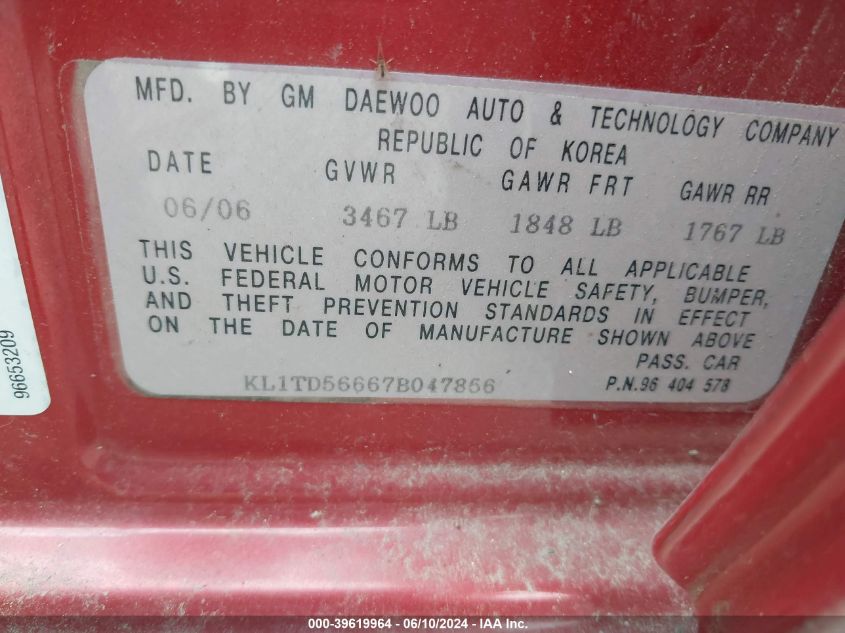 MFD. BY GM DAEWOO AUTO & TECHNOLOGY COMPANY
REPUBLIC OF KOREA
DATE GVWR GAWR FRT GAWR RR
06/06 3467 LB 1848 LB 1767 LB
THIS VEHICLE CONFORMS TO ALL APPLICABLE
U.S. FEDERAL MOTOR VEHICLE SAFETY, BUMPER,
AND THEFT PREVENTION STANDARDS IN EFFECT
ON THE DATE OF MANUFACTURE SHOWN ABOVE
PASS. CAR
KL1TD56667B047856 P.N.96 404 578
96653209
000-39619964 - 06/10/2024 - IAA Inc.